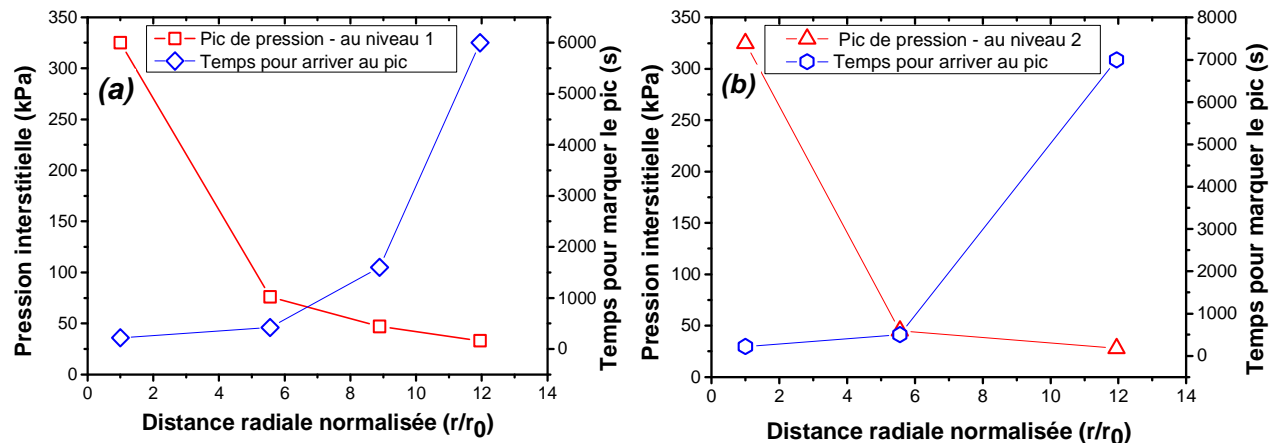 (a)
Pic de pression - au niveau 1
Temps pour arriver au pic
Pression interstitielle (kPa)
350
300
250
200
150
100
50
0
Temps pour marquer le pic (s)
6000
5000
4000
3000
2000
1000
0
0 2 4 6 8 10 12 14
Distance radiale normalisée (r/r0)
(b)
Pic de pression - au niveau 2
Temps pour arriver au pic
Pression interstitielle (kPa)
350
300
250
200
150
100
50
0
Temps pour marquer le pic (s)
8000
7000
6000
5000
4000
3000
2000
1000
0
0 2 4 6 8 10 12 14
Distance radiale normalisée (r/r0)